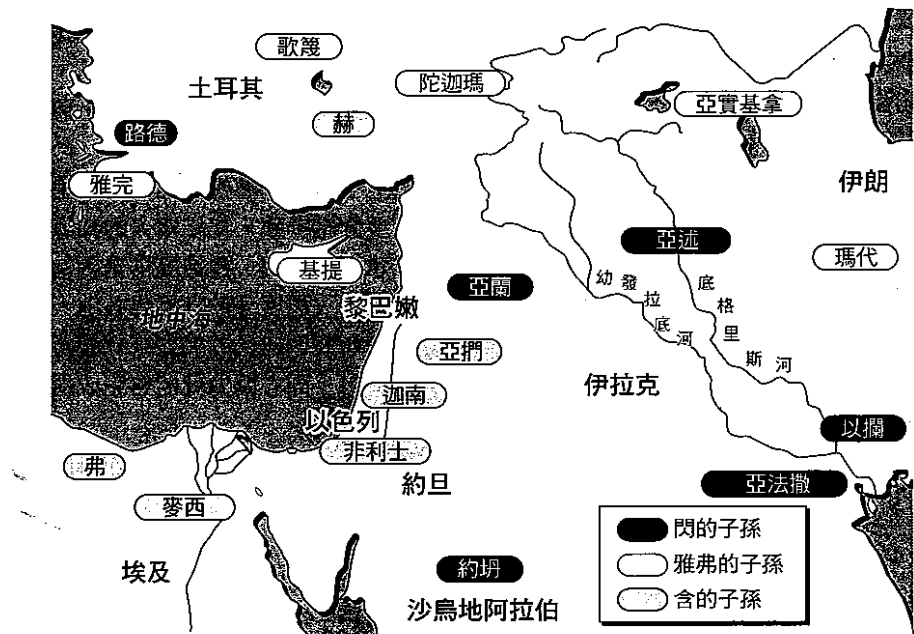 歌篾
土耳其
陀迦瑪
亞實基拿
赫
路德
雅完
伊朗
亞述
瑪代
基提
亞蘭
幼發拉底河
底格里斯河
黎巴嫩
地中海
亞捫
伊拉克
迦南
以色列
以攔
非利士
弗
約旦
亞法撒
麥西
埃及
約坍
沙烏地阿拉伯
閃的子孫
雅弗的子孫
含的子孫